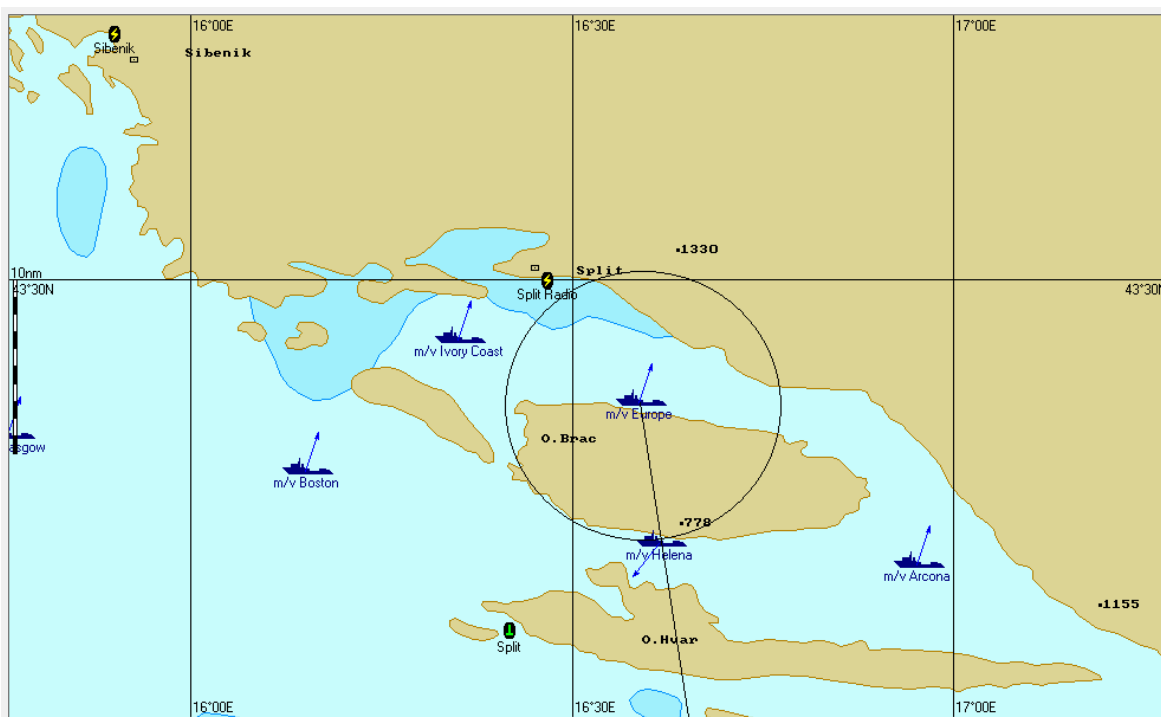 16°00E
16°30E
17°00E
Sibenik
Sibenik
1330
Split
10nm
43°30N
43°30N
Split Radio
m/v Ivory Coast
m/v Europe
O.Brac
asgow
m/v Boston
778
m/v Helena
m/v Arcona
1155
O.Hvar
Split
16°00E
16°30E
17°00E